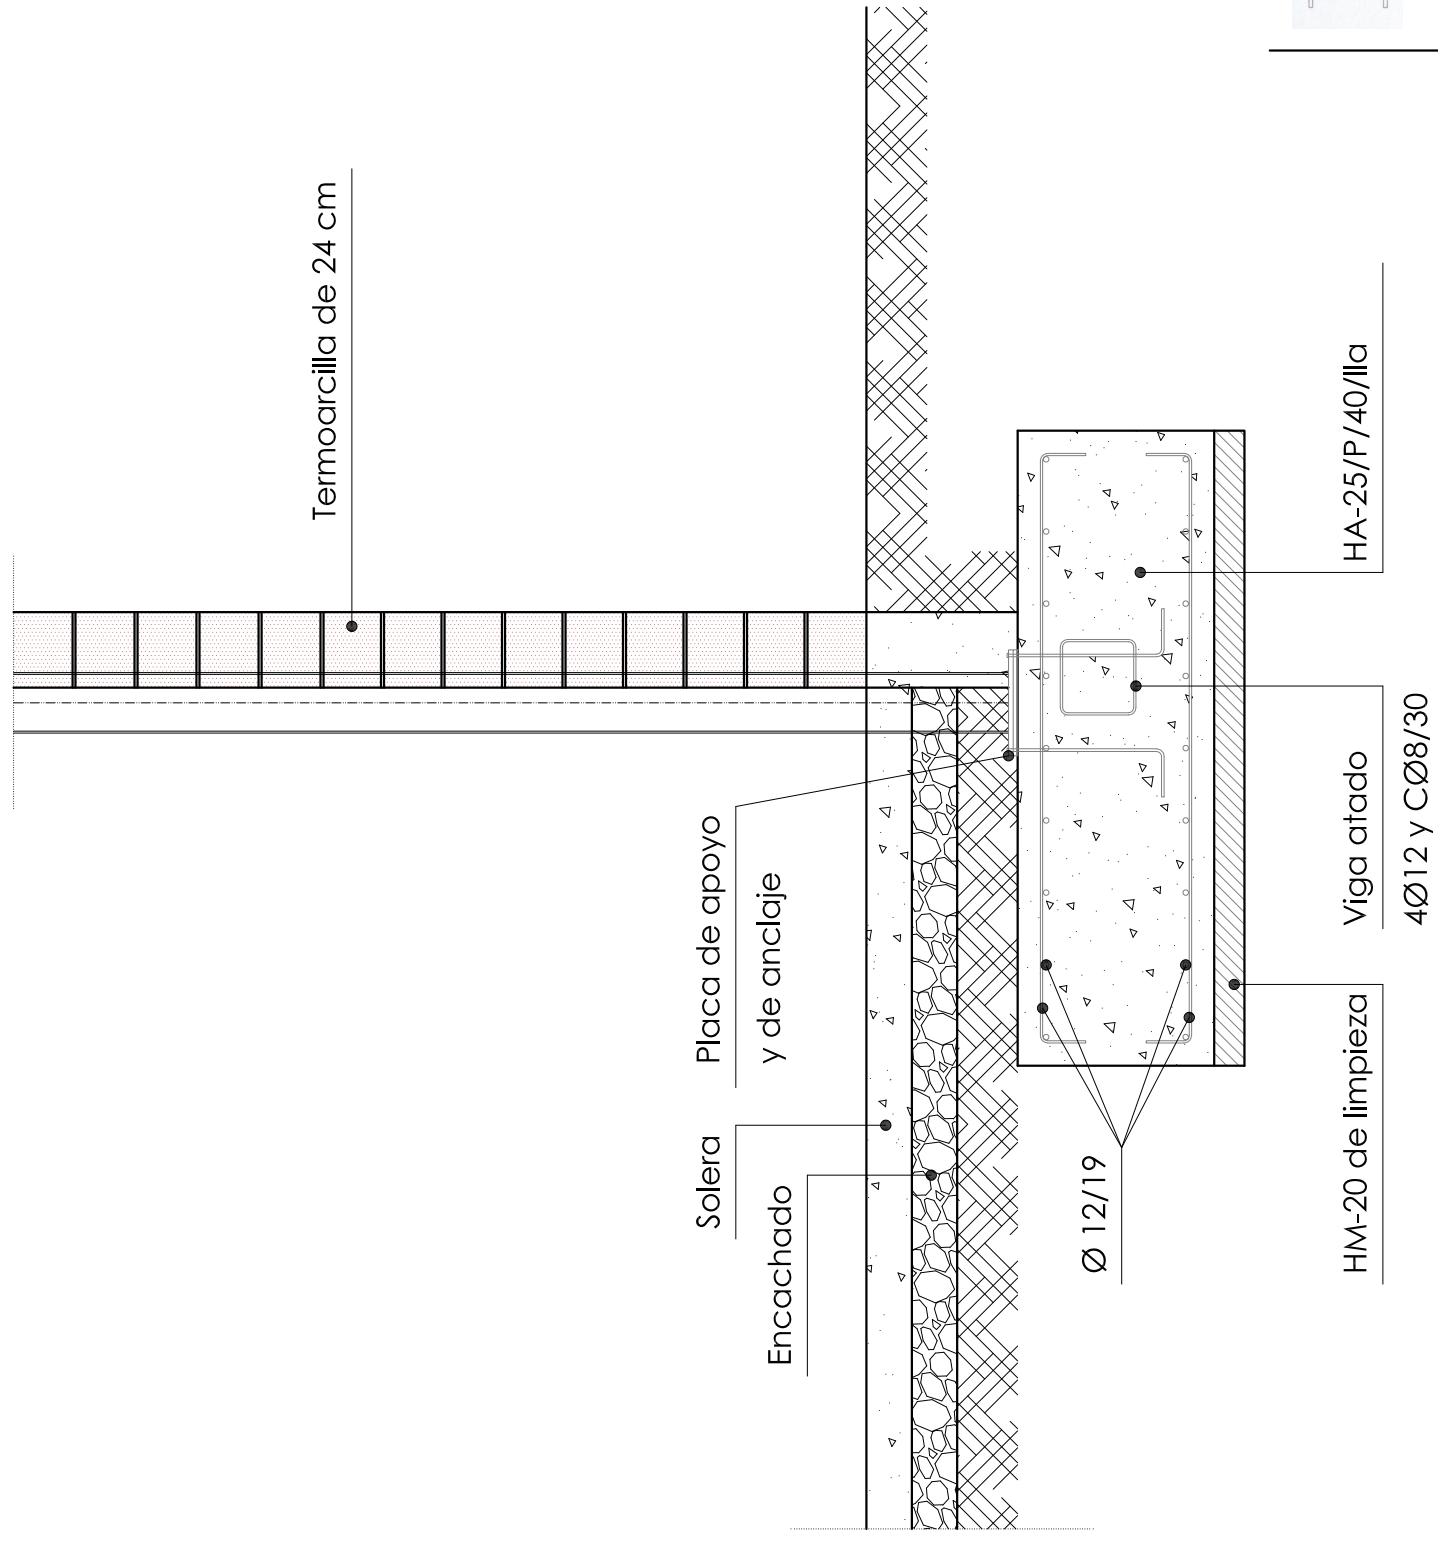 Termoarcilla de 24 cm
Placa de apoyo
y de anclaje
Solera
Encachado
Ø 12/19
HA-25/P/40/IIa
Viga atado
4Ø12 y CØ8/30
HM-20 de limpieza